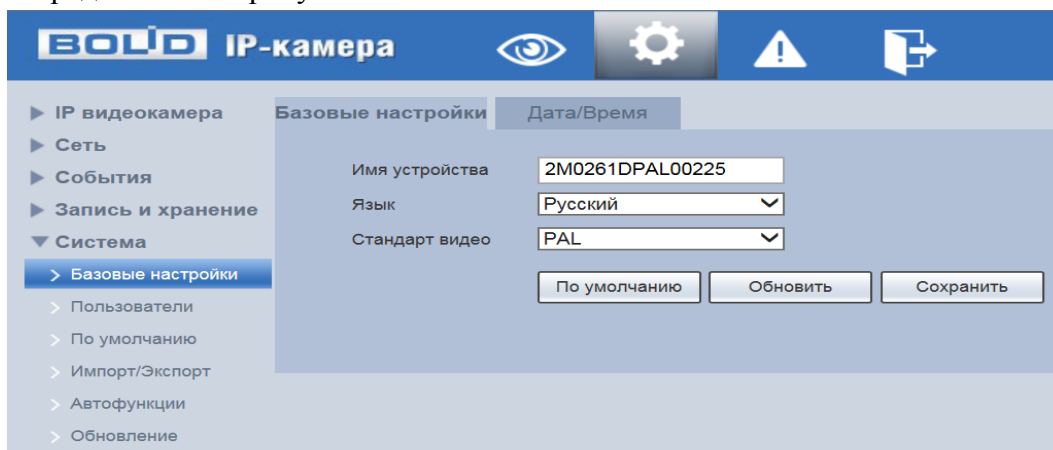 BOLID IP-камера
IP видеокамера
Сеть
События
Запись и хранение
Система
Базовые настройки
Пользователи
По умолчанию
Импорт/Экспорт
Автофункции
Обновление
Базовые настройки Дата/Время
Имя устройства 2M0261DPAL00225
Язык Русский
Стандарт видео PAL
По умолчанию Обновить Сохранить